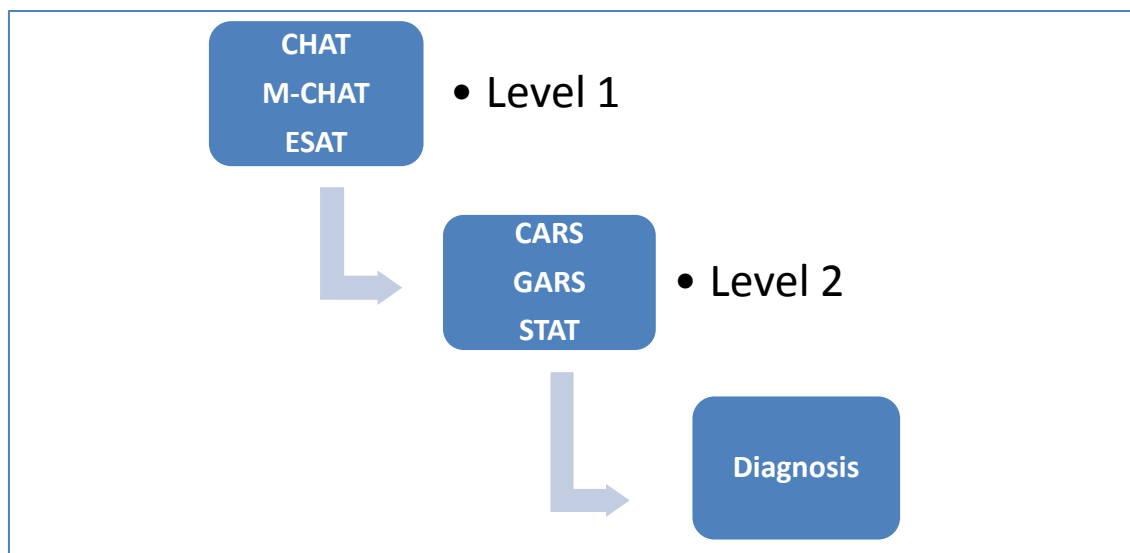 CHAT
M-CHAT
ESAT
• Level 1
CARS
GARS
STAT
• Level 2
Diagnosis